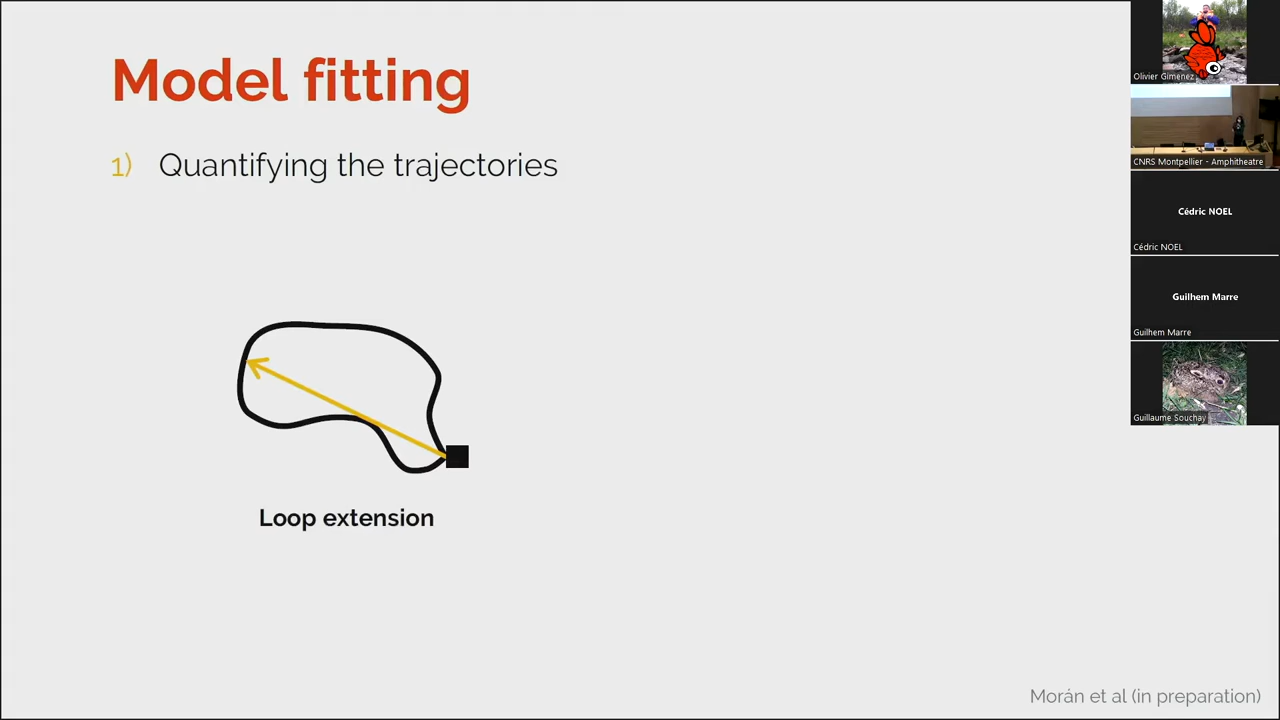 Model fitting
1) Quantifying the trajectories
Loop extension
Morán et al (in preparation)
Olivier Gimenez
CNRS Montpellier - Amphitheatre
Cédric NOEL
Cédric NOEL
Guilhem Marre
Guilhem Marre
Guillaume Souchay